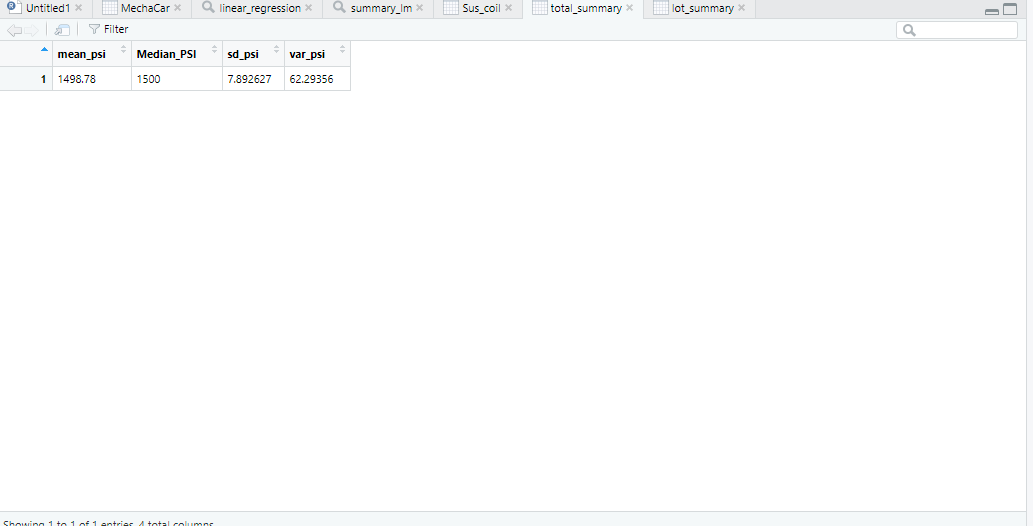 Untitled1 MechaCar linear_regression summary_lm Sus_coil total_summary lot_summary
Filter
mean_psi Median_PSI sd_psi var_psi
1 1498.78 1500 7.892627 62.29356
Showing 1 to 1 of 1 entries, 4 total columns